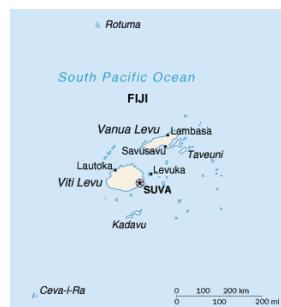 Rotuma
South Pacific Ocean
FIJI
Vanua Levu
Lambasa
Savusavu
Taveuni
Lautoka
Levuka
Viti Levu
SUVA
Kadavu
Ceva-I-Ra
0 100 200 km
0 100 200 mi